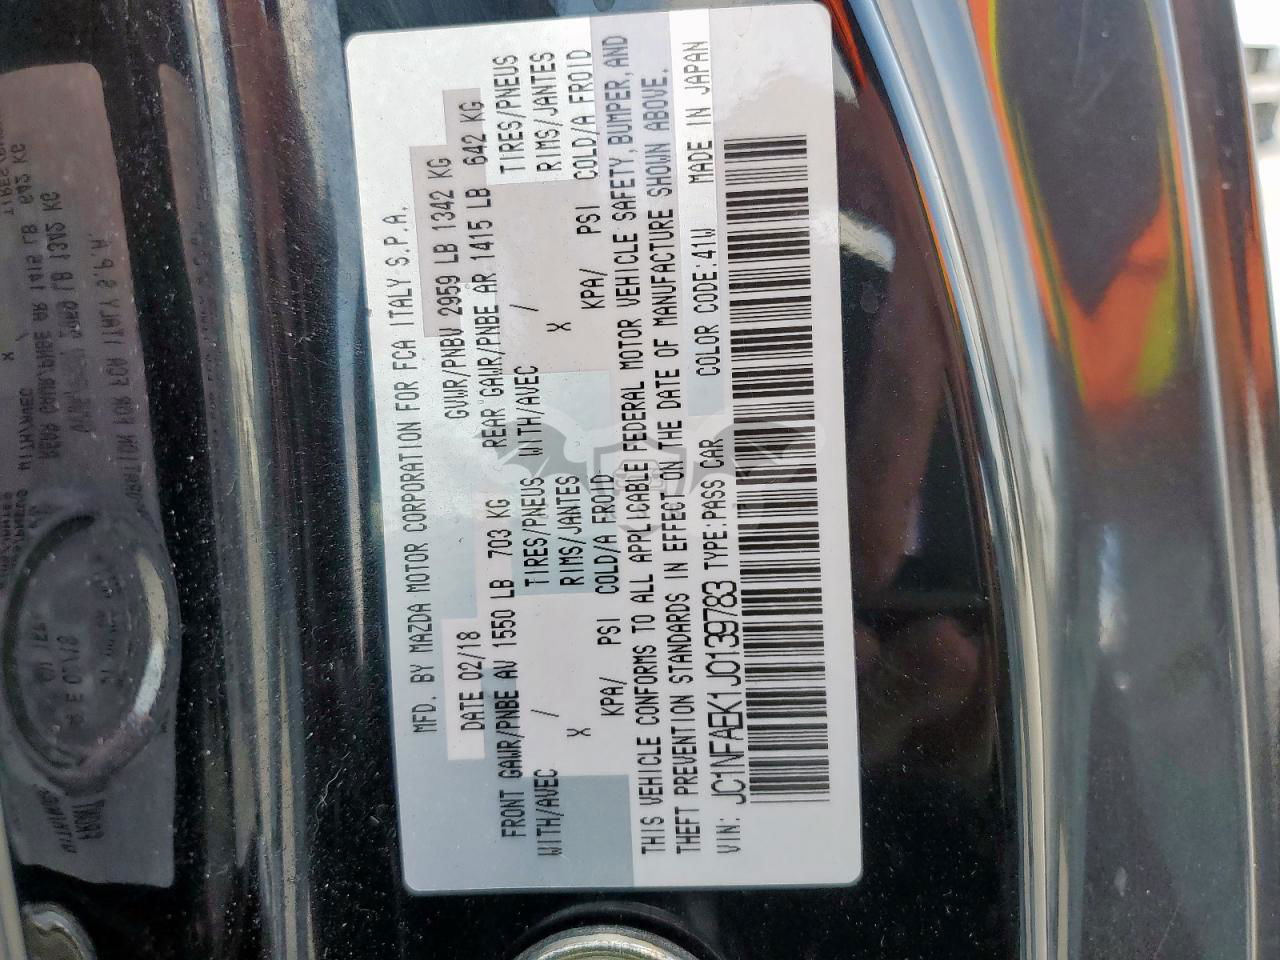 MFD. BY MAZDA MOTOR CORPORATION FOR FCA ITALY S.P.A.
DATE 02/18 GVWR/PNBV 2959 LB 1342 KG
FRONT GAWR/PNBE AV 1550 LB 703 KG REAR GAWR/PNBE AR 1415 LB 642 KG
WITH/AVEC / TIRES/PNEUS WITH/AVEC / TIRES/PNEUS
X RIMS/JANTES X RIMS/JANTES
KPA/ PSI COLD/A FROID KPA/ PSI COLD/A FROID
THIS VEHICLE CONFORMS TO ALL APPLICABLE FEDERAL MOTOR VEHICLE SAFETY, BUMPER, AND
THEFT PREVENTION STANDARDS IN EFFECT ON THE DATE OF MANUFACTURE SHOWN ABOVE.
VIN: JC1NFAEK1J0139783 TYPE:PASS CAR COLOR CODE:41W MADE IN JAPAN